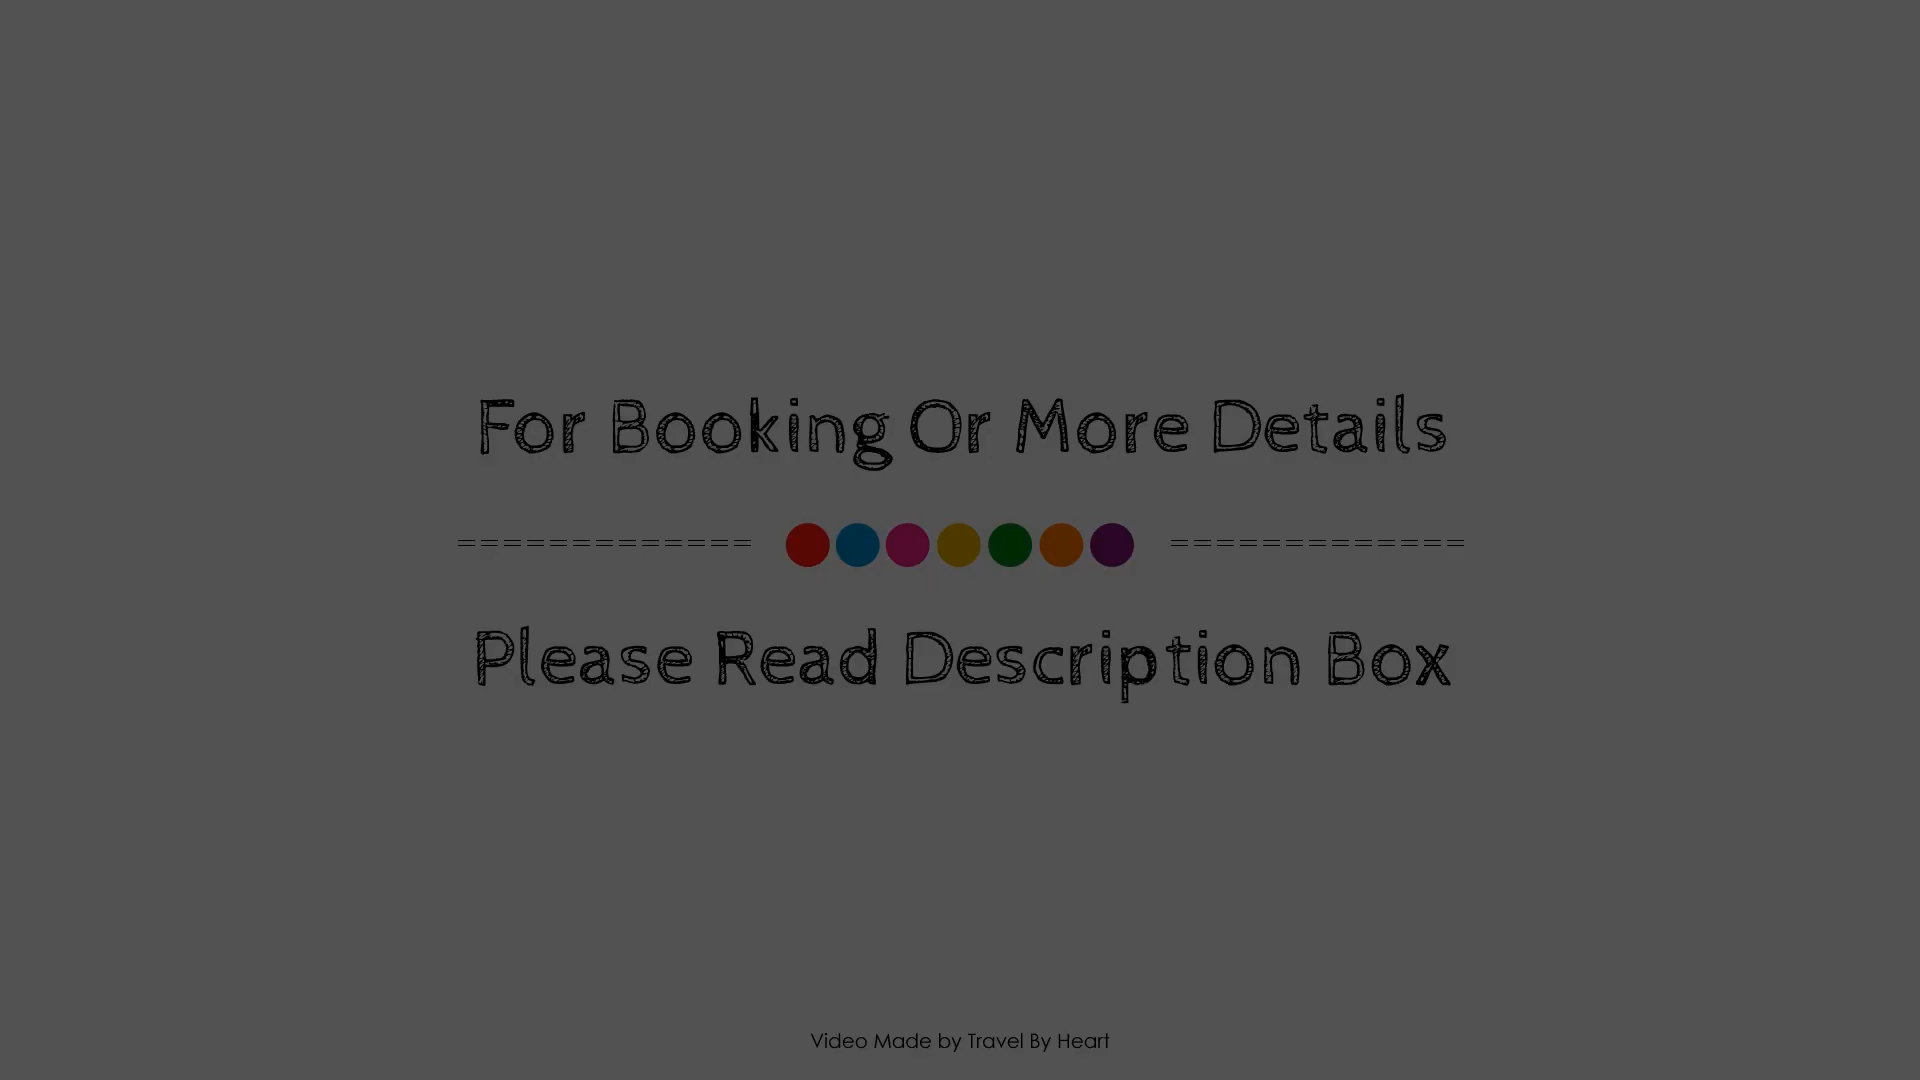 For Booking Or More Details
============= =============
Please Read Description Box
Video Made by Travel By Heart